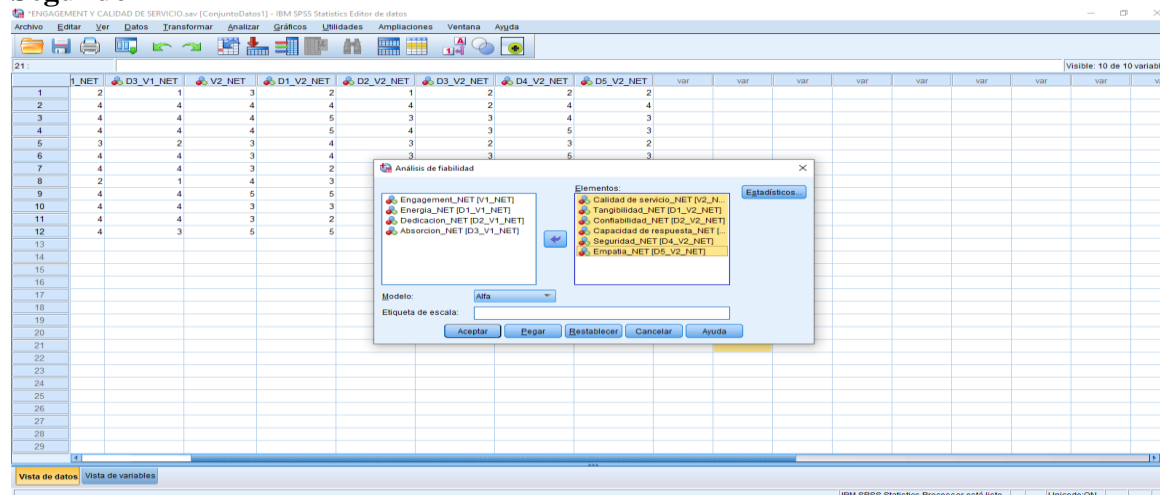 Segundo
*ENGAGEMENT Y CALIDAD DE SERVICIO.sav [ConjuntoDatos1] - IBM SPSS Statistics Editor de datos
Archivo Editar Ver Datos Transformar Analizar Gráficos Utilidades Ampliaciones Ventana Ayuda
21 :
Visible: 10 de 10 variabl
1_NET D3_V1_NET V2_NET D1_V2_NET D2_V2_NET D3_V2_NET D4_V2_NET D5_V2_NET var var var var var var var
1 2 1 3 2 1 2 2 2
2 4 4 4 4 4 2 4 4
3 4 4 4 5 3 3 4 3
4 4 4 4 5 4 3 5 3
5 3 2 3 4 3 2 2 3
6 4 4 3 4 3 3 5 3
7 4 4 3 2
8 2 1 4 3
9 4 4 5 5
10 4 4 3 3
11 4 4 3 2
12 4 3 5 5
13
14
15
16
17
18
19
20
21
22
23
24
25
26
27
28
29
Análisis de fiabilidad
Elementos:
Engagement_NET [V1_NET]
Energia_NET [D1_V1_NET]
Dedicacion_NET [D2_V1_NET]
Absorcion_NET [D3_V1_NET]
Calidad de servicio_NET [V2_N...
Tangibilidad_NET [D1_V2_NET]
Confiabilidad_NET [D2_V2_NET]
Capacidad de respuesta_NET [...
Seguridad_NET [D4_V2_NET]
Empatia_NET [D5_V2_NET]
Estadísticos...
Modelo: Alfa
Etiqueta de escala:
Aceptar Pegar Restablecer Cancelar Ayuda
Vista de datos Vista de variables
IBM SPSS Statistics Processor está listo Unicode:ON